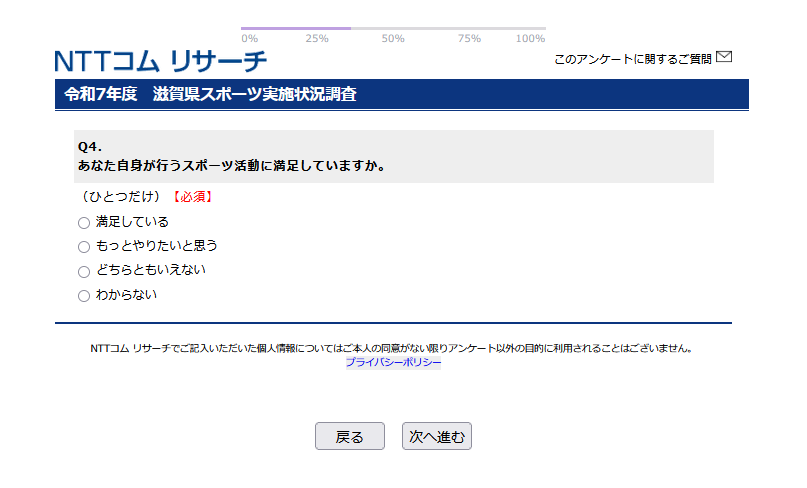 0% 25% 50% 75% 100%
NTTコム リサーチ
このアンケートに関するご質問
令和7年度 滋賀県スポーツ実施状況調査
Q4.
あなた自身が行うスポーツ活動に満足していますか。
（ひとつだけ）【必須】
満足している
もっとやりたいと思う
どちらともいえない
わからない
NTTコム リサーチでご記入いただいた個人情報についてはご本人の同意がない限りアンケート以外の目的に利用されることはございません。
プライバシーポリシー
戻る 次へ進む